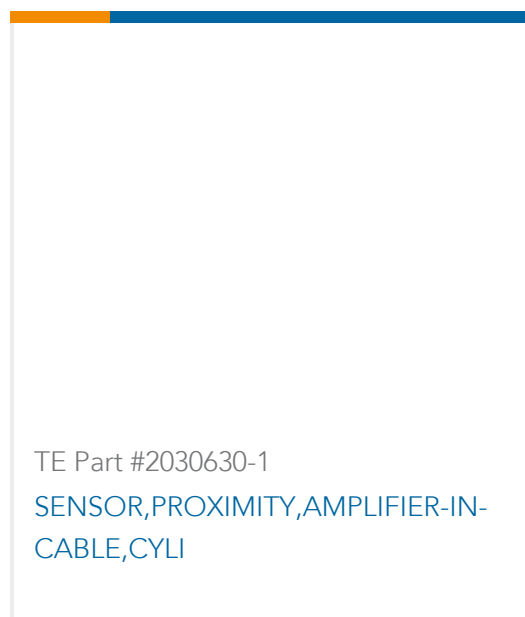 TE Part #2030630-1
SENSOR,PROXIMITY,AMPLIFIER-IN-
CABLE,CYLI